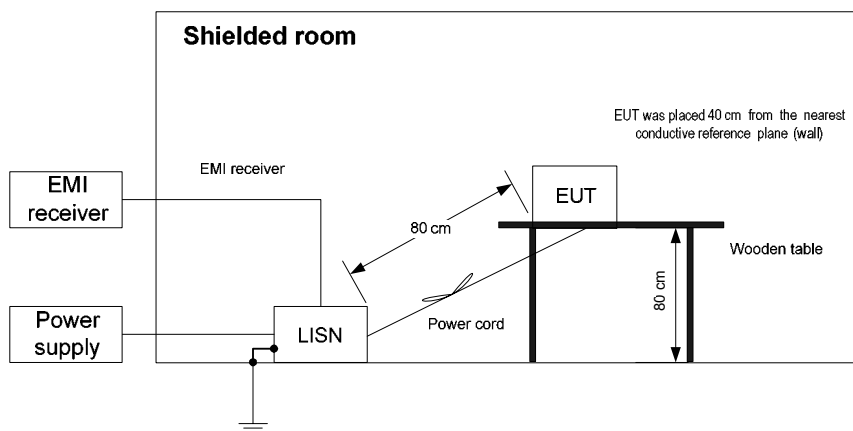 Shielded room
EUT was placed 40 cm from the nearest
conductive reference plane (wall)
EMI receiver
EMI
receiver
EUT
80 cm
Wooden table
80 cm
Power
supply
LISN
Power cord